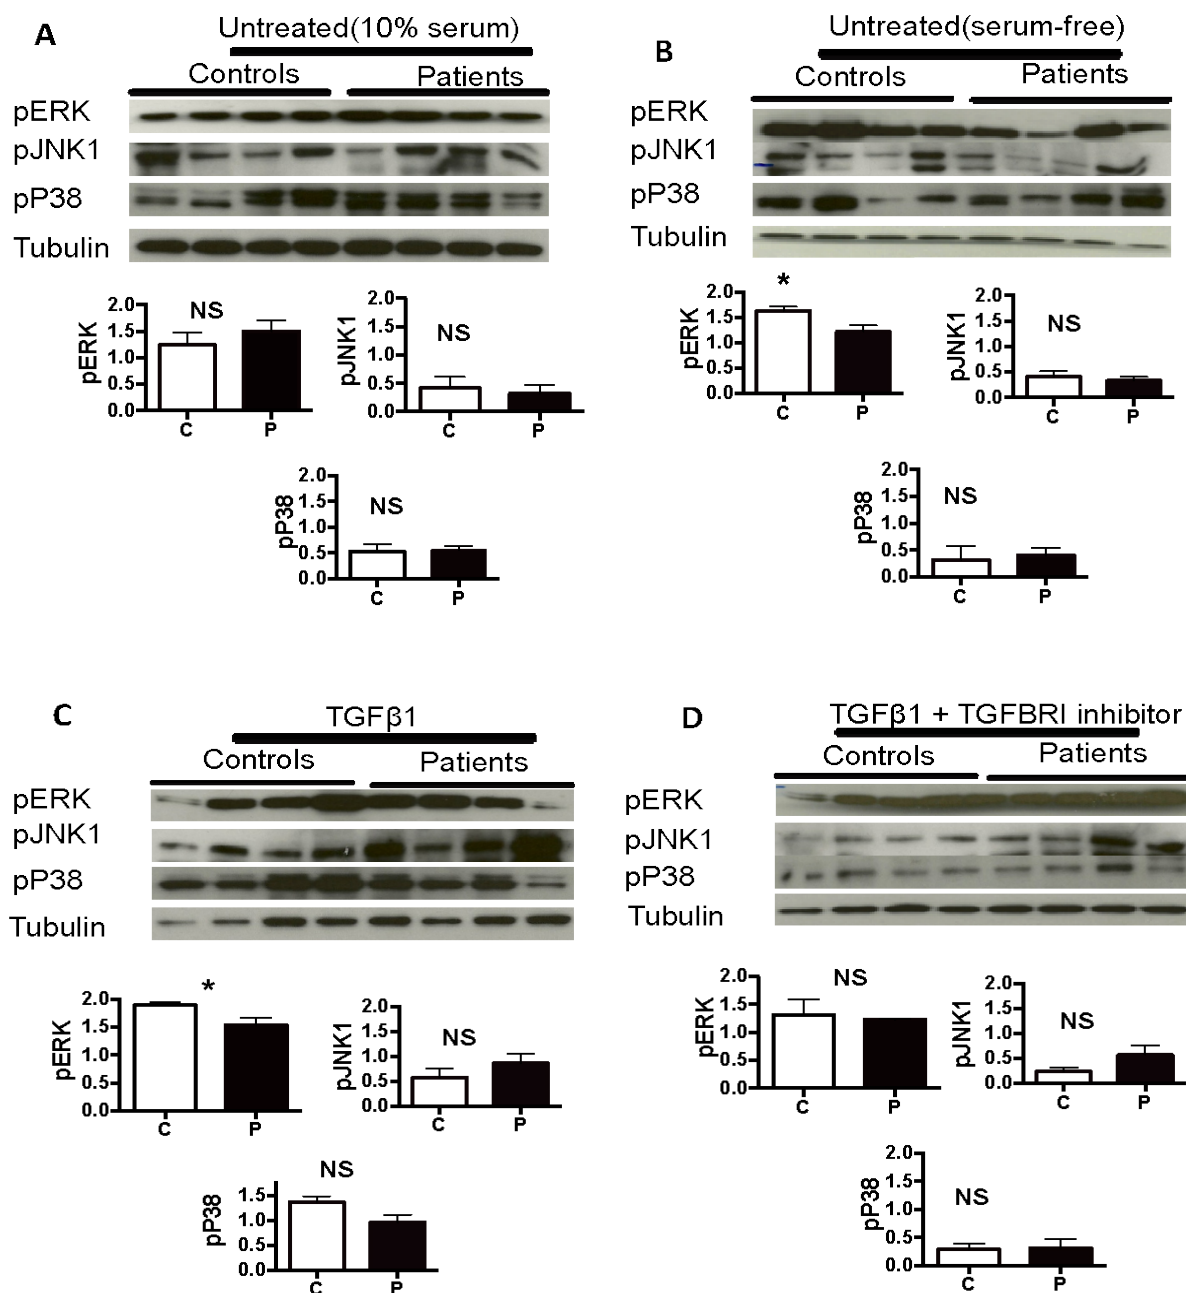 A
Untreated(10% serum)
Controls
Patients
pERK
pJNK1
pP38
Tubulin
NS
pERK
2.0
1.5
1.0
0.5
0.0
C
P
NS
pJNK1
2.0
1.5
1.0
0.5
0.0
C
P
NS
pP38
2.0
1.5
1.0
0.5
0.0
C
P
B
Untreated(serum-free)
Controls
Patients
pERK
pJNK1
pP38
Tubulin
*
pERK
2.0
1.5
1.0
0.5
0.0
C
P
NS
pJNK1
2.0
1.5
1.0
0.5
0.0
C
P
NS
pP38
2.0
1.5
1.0
0.5
0.0
C
P
C
TGFβ1
Controls
Patients
pERK
pJNK1
pP38
Tubulin
*
pERK
2.0
1.5
1.0
0.5
0.0
C
P
NS
pJNK1
2.0
1.5
1.0
0.5
0.0
C
P
NS
pP38
1.5
1.0
0.5
0.0
C
P
D
TGFβ1 + TGFBRI inhibitor
Controls
Patients
pERK
pJNK1
pP38
Tubulin
NS
pERK
2.0
1.5
1.0
0.5
0.0
C
P
NS
pJNK1
2.0
1.5
1.0
0.5
0.0
C
P
NS
pP38
2.0
1.5
1.0
0.5
0.0
C
P